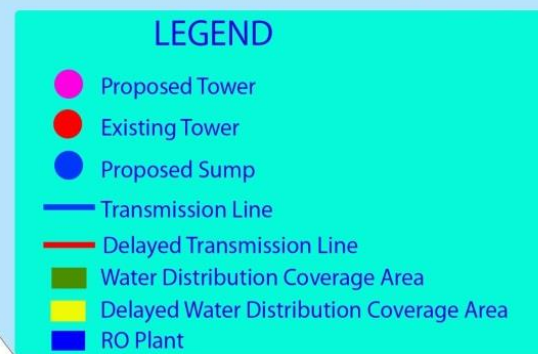 LEGEND
Proposed Tower
Existing Tower
Proposed Sump
Transmission Line
Delayed Transmission Line
Water Distribution Coverage Area
Delayed Water Distribution Coverage Area
RO Plant